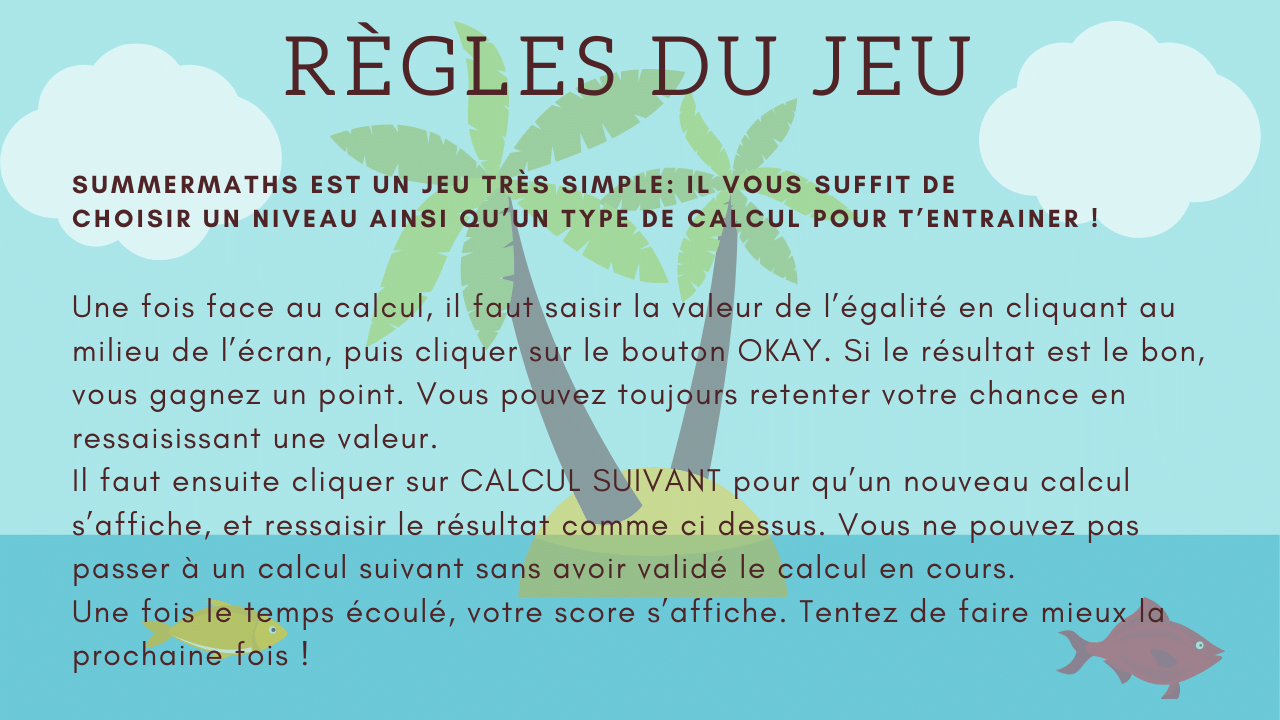 RÈGLES DU JEU
SUMMERMATHS EST UN JEU TRÈS SIMPLE: IL VOUS SUFFIT DE
CHOISIR UN NIVEAU AINSI QU’UN TYPE DE CALCUL POUR T’ENTRAINER !
Une fois face au calcul, il faut saisir la valeur de l’égalité en cliquant au
milieu de l’écran, puis cliquer sur le bouton OKAY. Si le résultat est le bon,
vous gagnez un point. Vous pouvez toujours retenter votre chance en
ressaisissant une valeur.
Il faut ensuite cliquer sur CALCUL SUIVANT pour qu’un nouveau calcul
s’affiche, et ressaisir le résultat comme ci dessus. Vous ne pouvez pas
passer à un calcul suivant sans avoir validé le calcul en cours.
Une fois le temps écoulé, votre score s’affiche. Tentez de faire mieux la
prochaine fois !